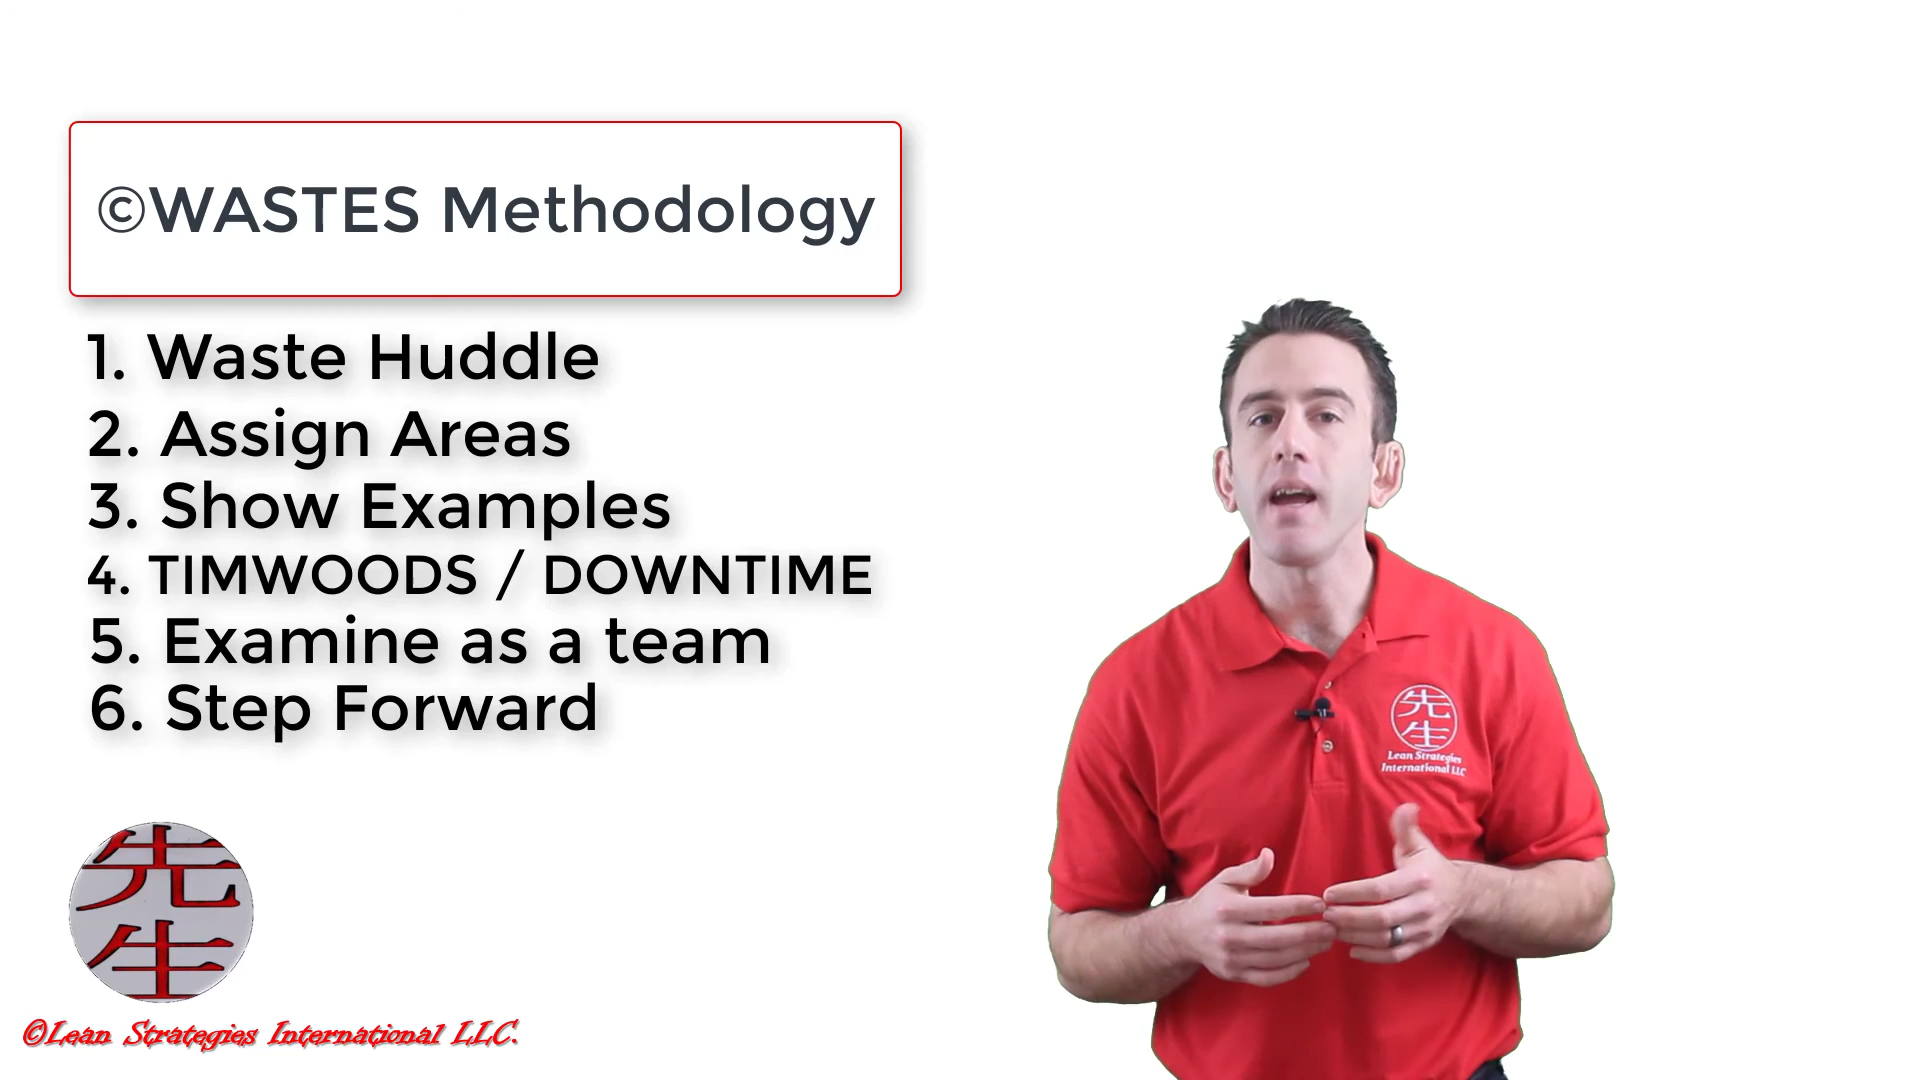 ©WASTES Methodology
1. Waste Huddle
2. Assign Areas
3. Show Examples
4. TIMWOODS / DOWNTIME
5. Examine as a team
6. Step Forward
先
生
Lean Strategies
International LLC
先
生
©Lean Strategies International LLC.